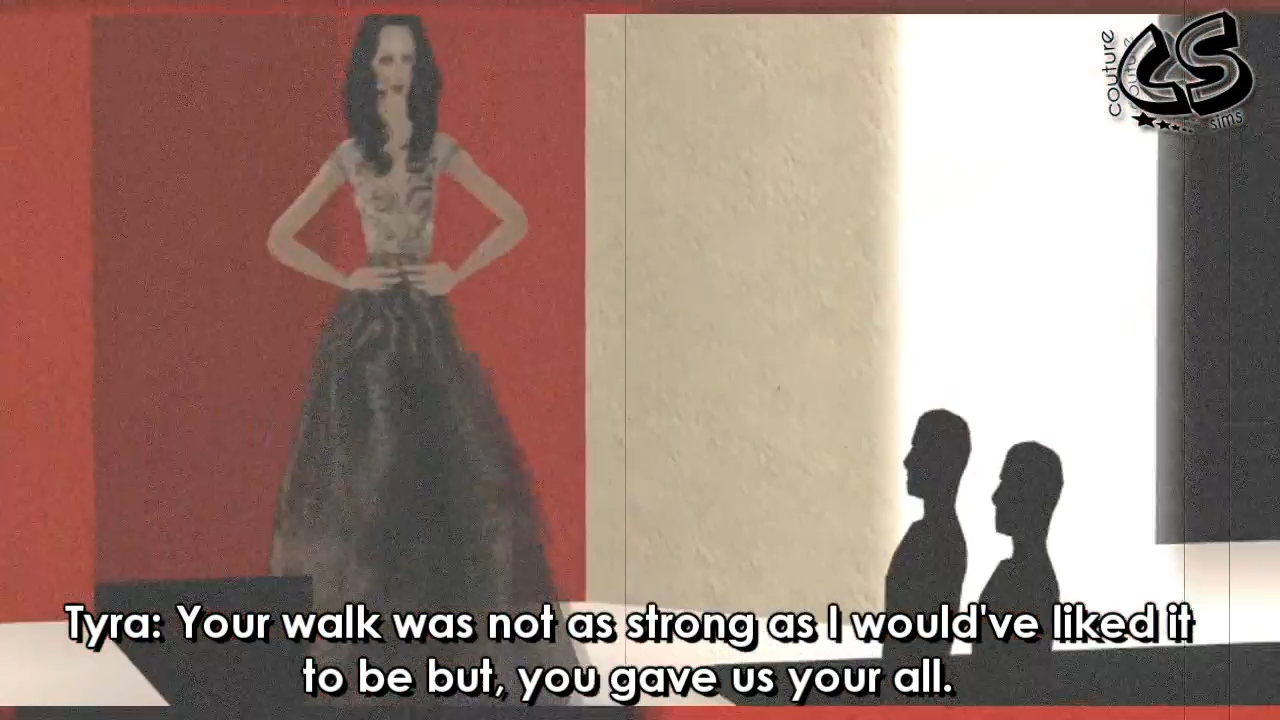 couture
CS
sims
Tyra: Your walk was not as strong as I would've liked it
to be but, you gave us your all.